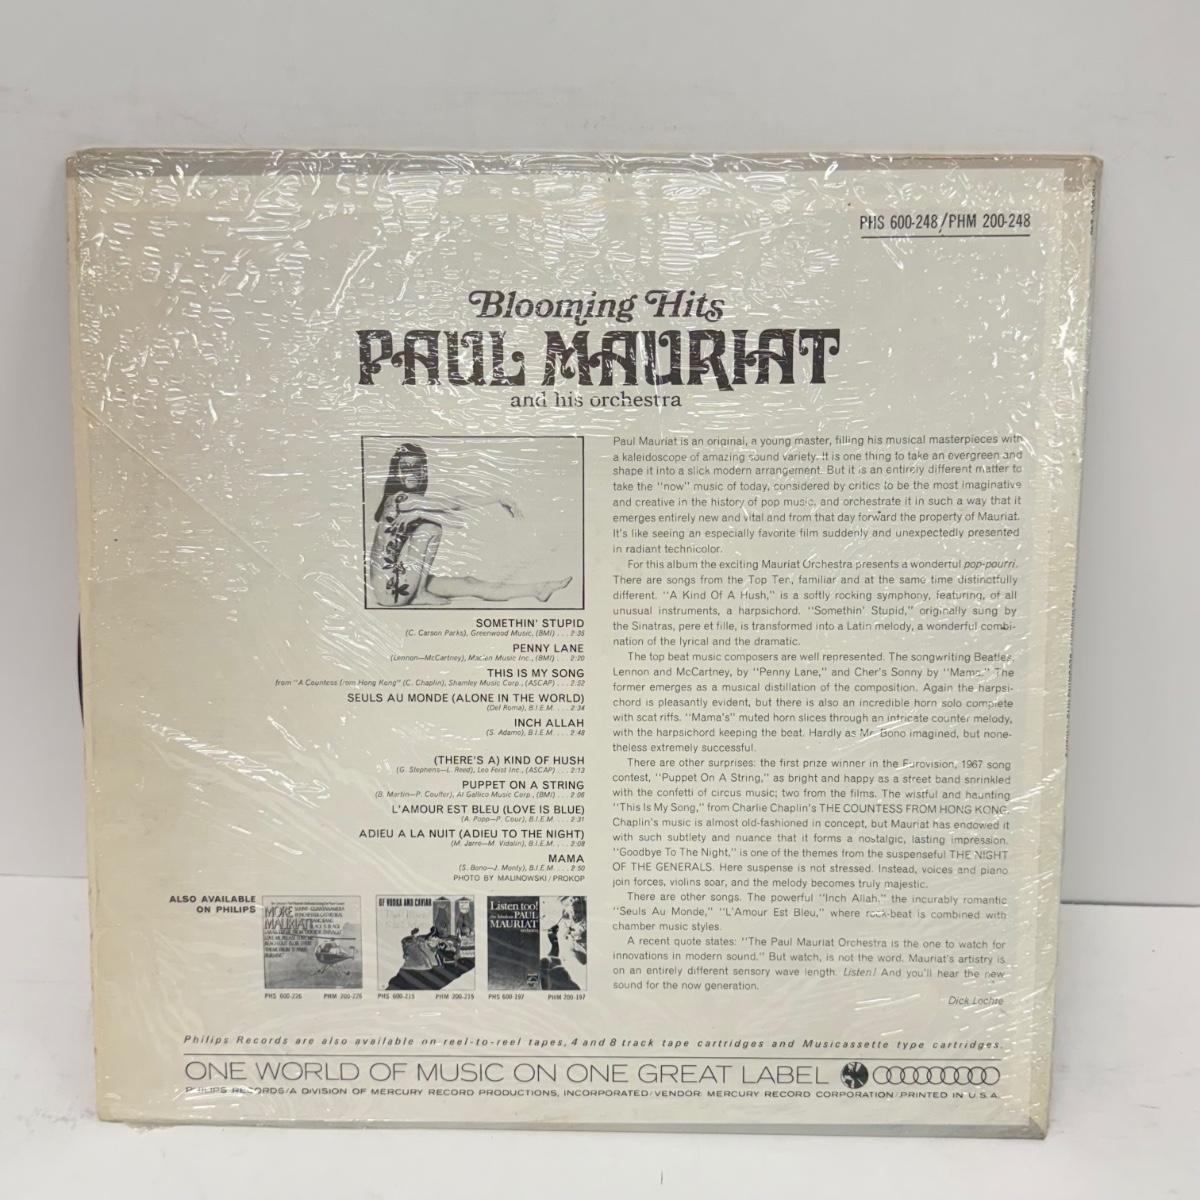 PHS 600-248/PHM 200-248
Blooming Hits
PAUL MAURIAT
and his orchestra
SOMETHIN' STUPID
(C. Carson Parks), Greenwood Music, (BMI) . . . 2:35
PENNY LANE
(Lennon—McCartney), Maclen Music Inc., (BMI) . . . 2:20
THIS IS MY SONG
from "A Countess from Hong Kong" (C. Chaplin), Shamley Music Corp., (ASCAP) . . . 2:52
SEULS AU MONDE (ALONE IN THE WORLD)
(Del Roma), B.I.E.M. . . . 2:34
INCH ALLAH
(S. Adamo), B.I.E.M. . . . 2:48
(THERE'S A) KIND OF HUSH
(G. Stephens—L. Reed), Leo Feist Inc., (ASCAP) . . . 2:13
PUPPET ON A STRING
(B. Martin—P. Coulter), Al Gallico Music Corp., (BMI) . . . 2:06
L'AMOUR EST BLEU (LOVE IS BLUE)
(A. Popp—P. Cour), B.I.E.M. . . . 2:31
ADIEU A LA NUIT (ADIEU TO THE NIGHT)
(M. Jarre—M. Vidalin), B.I.E.M. . . . 2:08
MAMA
(S. Bono—J. Monty), B.I.E.M. . . . 2:50
PHOTO BY MALINOWSKI/PROKOP
Paul Mauriat is an original, a young master, filling his musical masterpieces with
a kaleidoscope of amazing sound variety. It is one thing to take an evergreen and
shape it into a slick modern arrangement. But it is an entirely different matter to
take the "now" music of today, considered by critics to be the most imaginative
and creative in the history of pop music, and orchestrate it in such a way that it
emerges entirely new and vital and from that day forward the property of Mauriat.
It's like seeing an especially favorite film suddenly and unexpectedly presented
in radiant technicolor.
For this album the exciting Mauriat Orchestra presents a wonderful pop-pourri.
There are songs from the Top Ten, familiar and at the same time distinctfully
different. "A Kind Of A Hush," is a softly rocking symphony, featuring, of all
unusual instruments, a harpsichord. "Somethin' Stupid," originally sung by
the Sinatras, pere et fille, is transformed into a Latin melody, a wonderful combi-
nation of the lyrical and the dramatic.
The top beat music composers are well represented. The songwriting Beatles,
Lennon and McCartney, by "Penny Lane," and Cher's Sonny by "Mama." The
former emerges as a musical distillation of the composition. Again the harpsi-
chord is pleasantly evident, but there is also an incredible horn solo complete
with scat riffs. "Mama's" muted horn slices through an intricate counter melody,
with the harpsichord keeping the beat. Hardly as Mr. Bono imagined, but none-
theless extremely successful.
There are other surprises: the first prize winner in the Eurovision, 1967 song
contest, "Puppet On A String," as bright and happy as a street band sprinkled
with the confetti of circus music; two from the films. The wistful and haunting
"This Is My Song," from Charlie Chaplin's THE COUNTESS FROM HONG KONG.
Chaplin's music is almost old-fashioned in concept, but Mauriat has endowed it
with such subtlety and nuance that it forms a nostalgic, lasting impression.
"Goodbye To The Night," is one of the themes from the suspenseful THE NIGHT
OF THE GENERALS. Here suspense is not stressed. Instead, voices and piano
join forces, violins soar, and the melody becomes truly majestic.
There are other songs. The powerful "Inch Allah," the incurably romantic
"Seuls Au Monde," "L'Amour Est Bleu," where rock-beat is combined with
chamber music styles.
A recent quote states: "The Paul Mauriat Orchestra is the one to watch for
innovations in modern sound." But watch, is not the word. Mauriat's artistry is
on an entirely different sensory wave length. Listen! And you'll hear the new
sound for the now generation.
Dick Lochte
ALSO AVAILABLE
ON PHILIPS
MORE
MAURIAT
PHS 600-226 PHM 200-226
OF VODKA AND CAVIAR
PHS 600-215 PHM 200-215
Listen too!
PAUL
MAURIAT
PHS 600-197 PHM 200-197
Philips Records are also available on reel-to-reel tapes, 4 and 8 track tape cartridges and Musicassette type cartridges.
ONE WORLD OF MUSIC ON ONE GREAT LABEL
PHILIPS RECORDS/A DIVISION OF MERCURY RECORD PRODUCTIONS, INCORPORATED/VENDOR: MERCURY RECORD CORPORATION/PRINTED IN U.S.A.